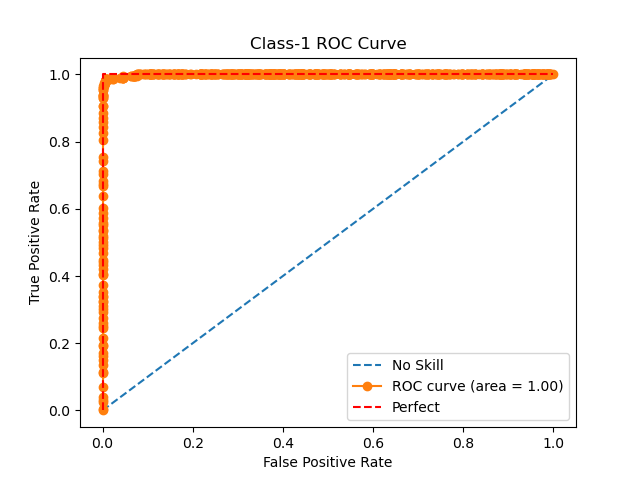 Class-1 ROC Curve
True Positive Rate
1.0
0.8
0.6
0.4
0.2
0.0
No Skill
ROC curve (area = 1.00)
Perfect
0.0 0.2 0.4 0.6 0.8 1.0
False Positive Rate